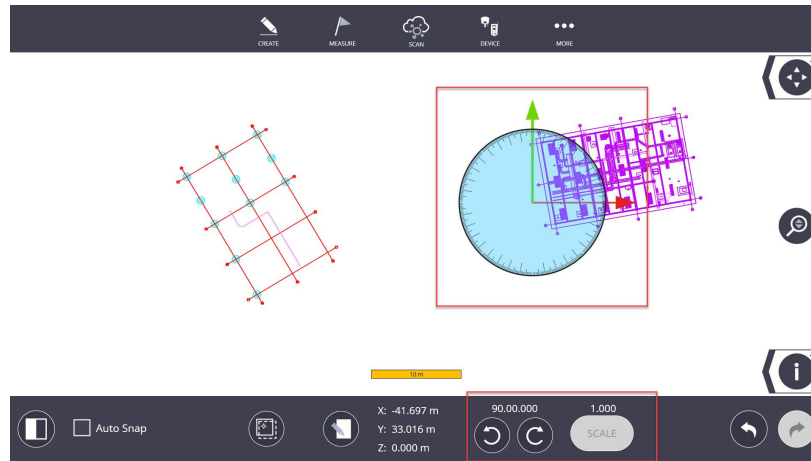 CREATE
MEASURE
SCAN
DEVICE
MORE
10 m
Auto Snap
X: -41.697 m
Y: 33.016 m
Z: 0.000 m
90.00.000
1.000
SCALE